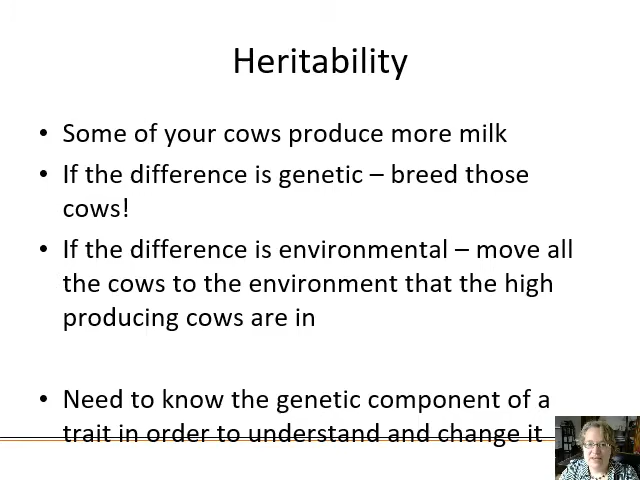 Heritability
• Some of your cows produce more milk
• If the difference is genetic – breed those
cows!
• If the difference is environmental – move all
the cows to the environment that the high
producing cows are in
• Need to know the genetic component of a
trait in order to understand and change it